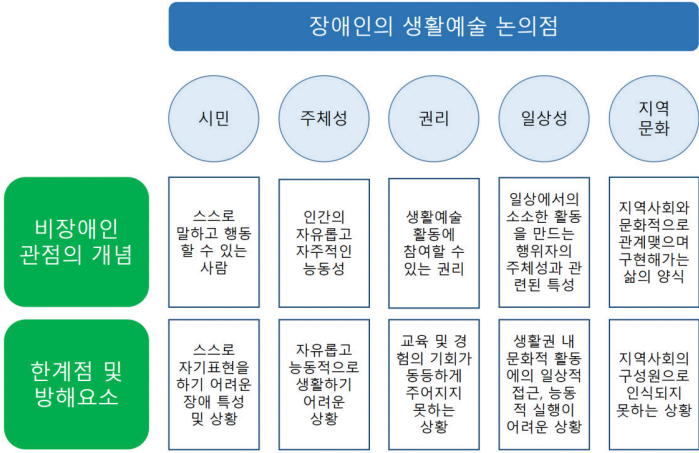 장애인의 생활예술 논의점
시민
주체성
권리
일상성
지역
문화
비장애인
관점의 개념
스스로
말하고 행동
할 수 있는
사람
인간의
자유롭고
자주적인
능동성
생활예술
활동에
참여할 수
있는 권리
일상에서의
소소한 활동
을 만드는
행위자의
주체성과 관
련된 특성
지역사회와
문화적으로
관계맺으며
구현해가는
삶의 양식
한계점 및
방해요소
스스로
자기표현을
하기 어려운
장애 특성
및 상황
자유롭고
능동적으로
생활하기
어려운
상황
교육 및 경
험의 기회가
동등하게
주어지지
못하는
상황
생활권 내
문화적 활동
에의 일상적
접근, 능동
적 실행이
어려운 상황
지역사회의
구성원으로
인식되지
못하는 상황